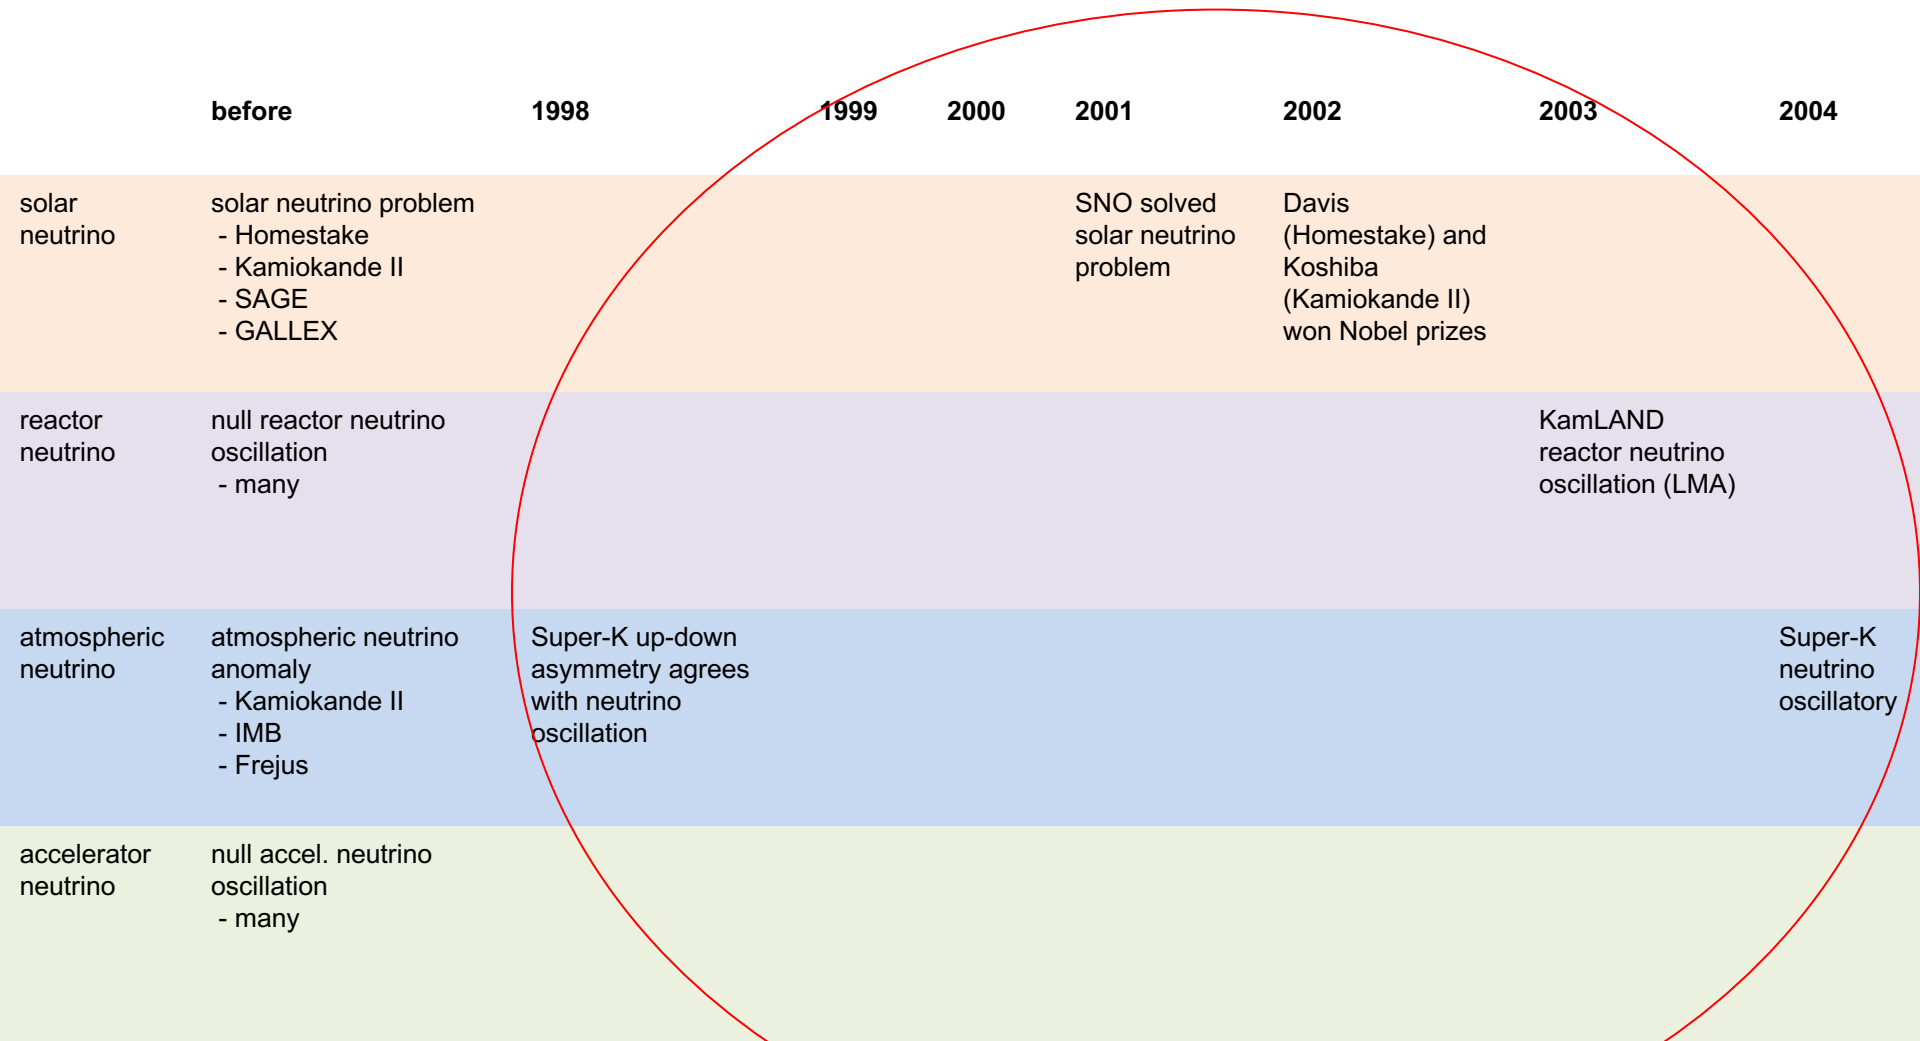 before 1998 1999 2000 2001 2002 2003 2004
solar
neutrino
solar neutrino problem
- Homestake
- Kamiokande II
- SAGE
- GALLEX
SNO solved
solar neutrino
problem
Davis
(Homestake) and
Koshiba
(Kamiokande II)
won Nobel prizes
reactor
neutrino
null reactor neutrino
oscillation
- many
KamLAND
reactor neutrino
oscillation (LMA)
atmospheric
neutrino
atmospheric neutrino
anomaly
- Kamiokande II
- IMB
- Frejus
Super-K up-down
asymmetry agrees
with neutrino
oscillation
Super-K
neutrino
oscillatory
accelerator
neutrino
null accel. neutrino
oscillation
- many